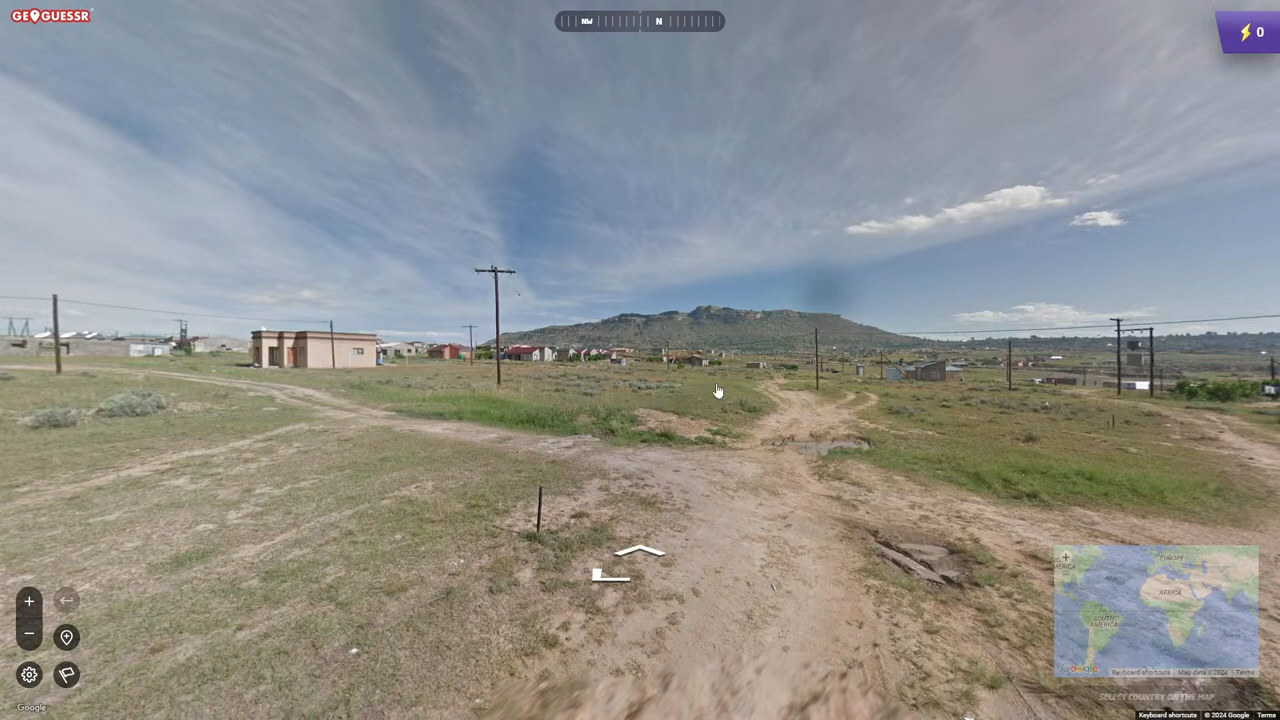 GEOGUESSR
NW
N
0
EUROPE
AFRICA
SOUTH
AMERICA
Google
Keyboard shortcuts
Map data © 2024
Terms
SELECT COUNTRY ON THE MAP
Google
Keyboard shortcuts
© 2024 Google
Terms